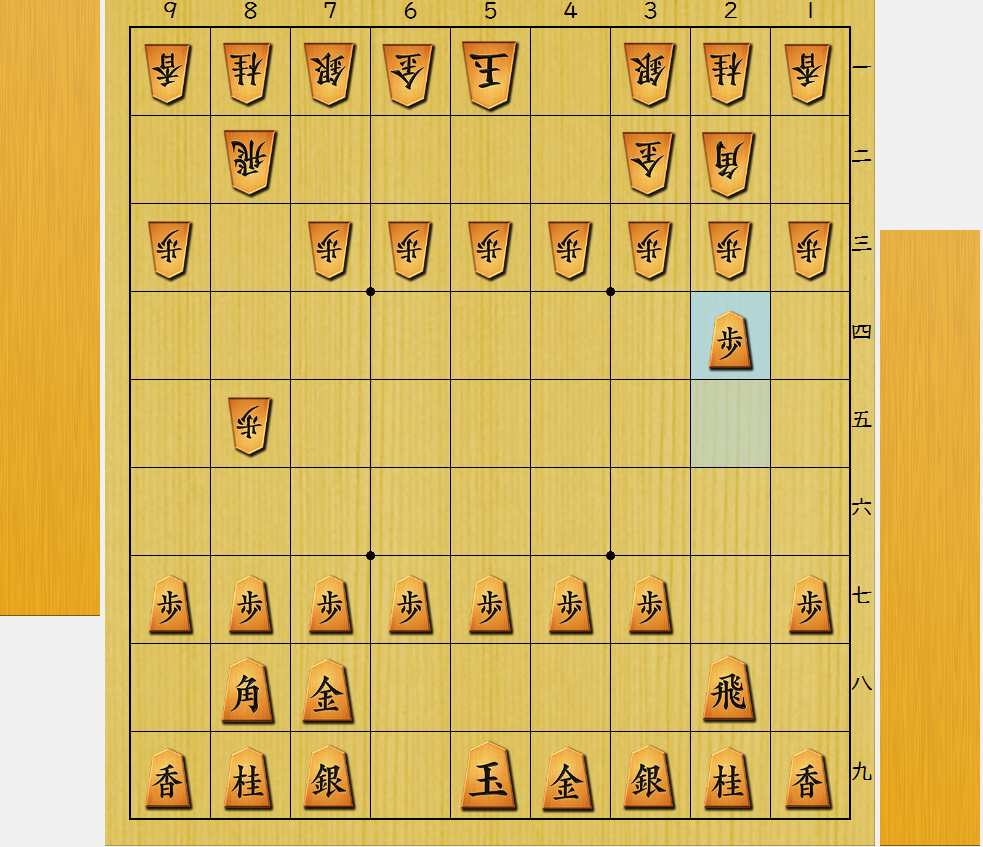 9 8 7 6 5 4 3 2 1
香 桂 銀 金 玉 銀 桂 香 一
飛 金 角 二
歩 歩 歩 歩 歩 歩 歩 歩 三
歩 四
歩 五
六
歩 歩 歩 歩 歩 歩 歩 歩 七
角 金 飛 八
香 桂 銀 玉 金 銀 桂 香 九